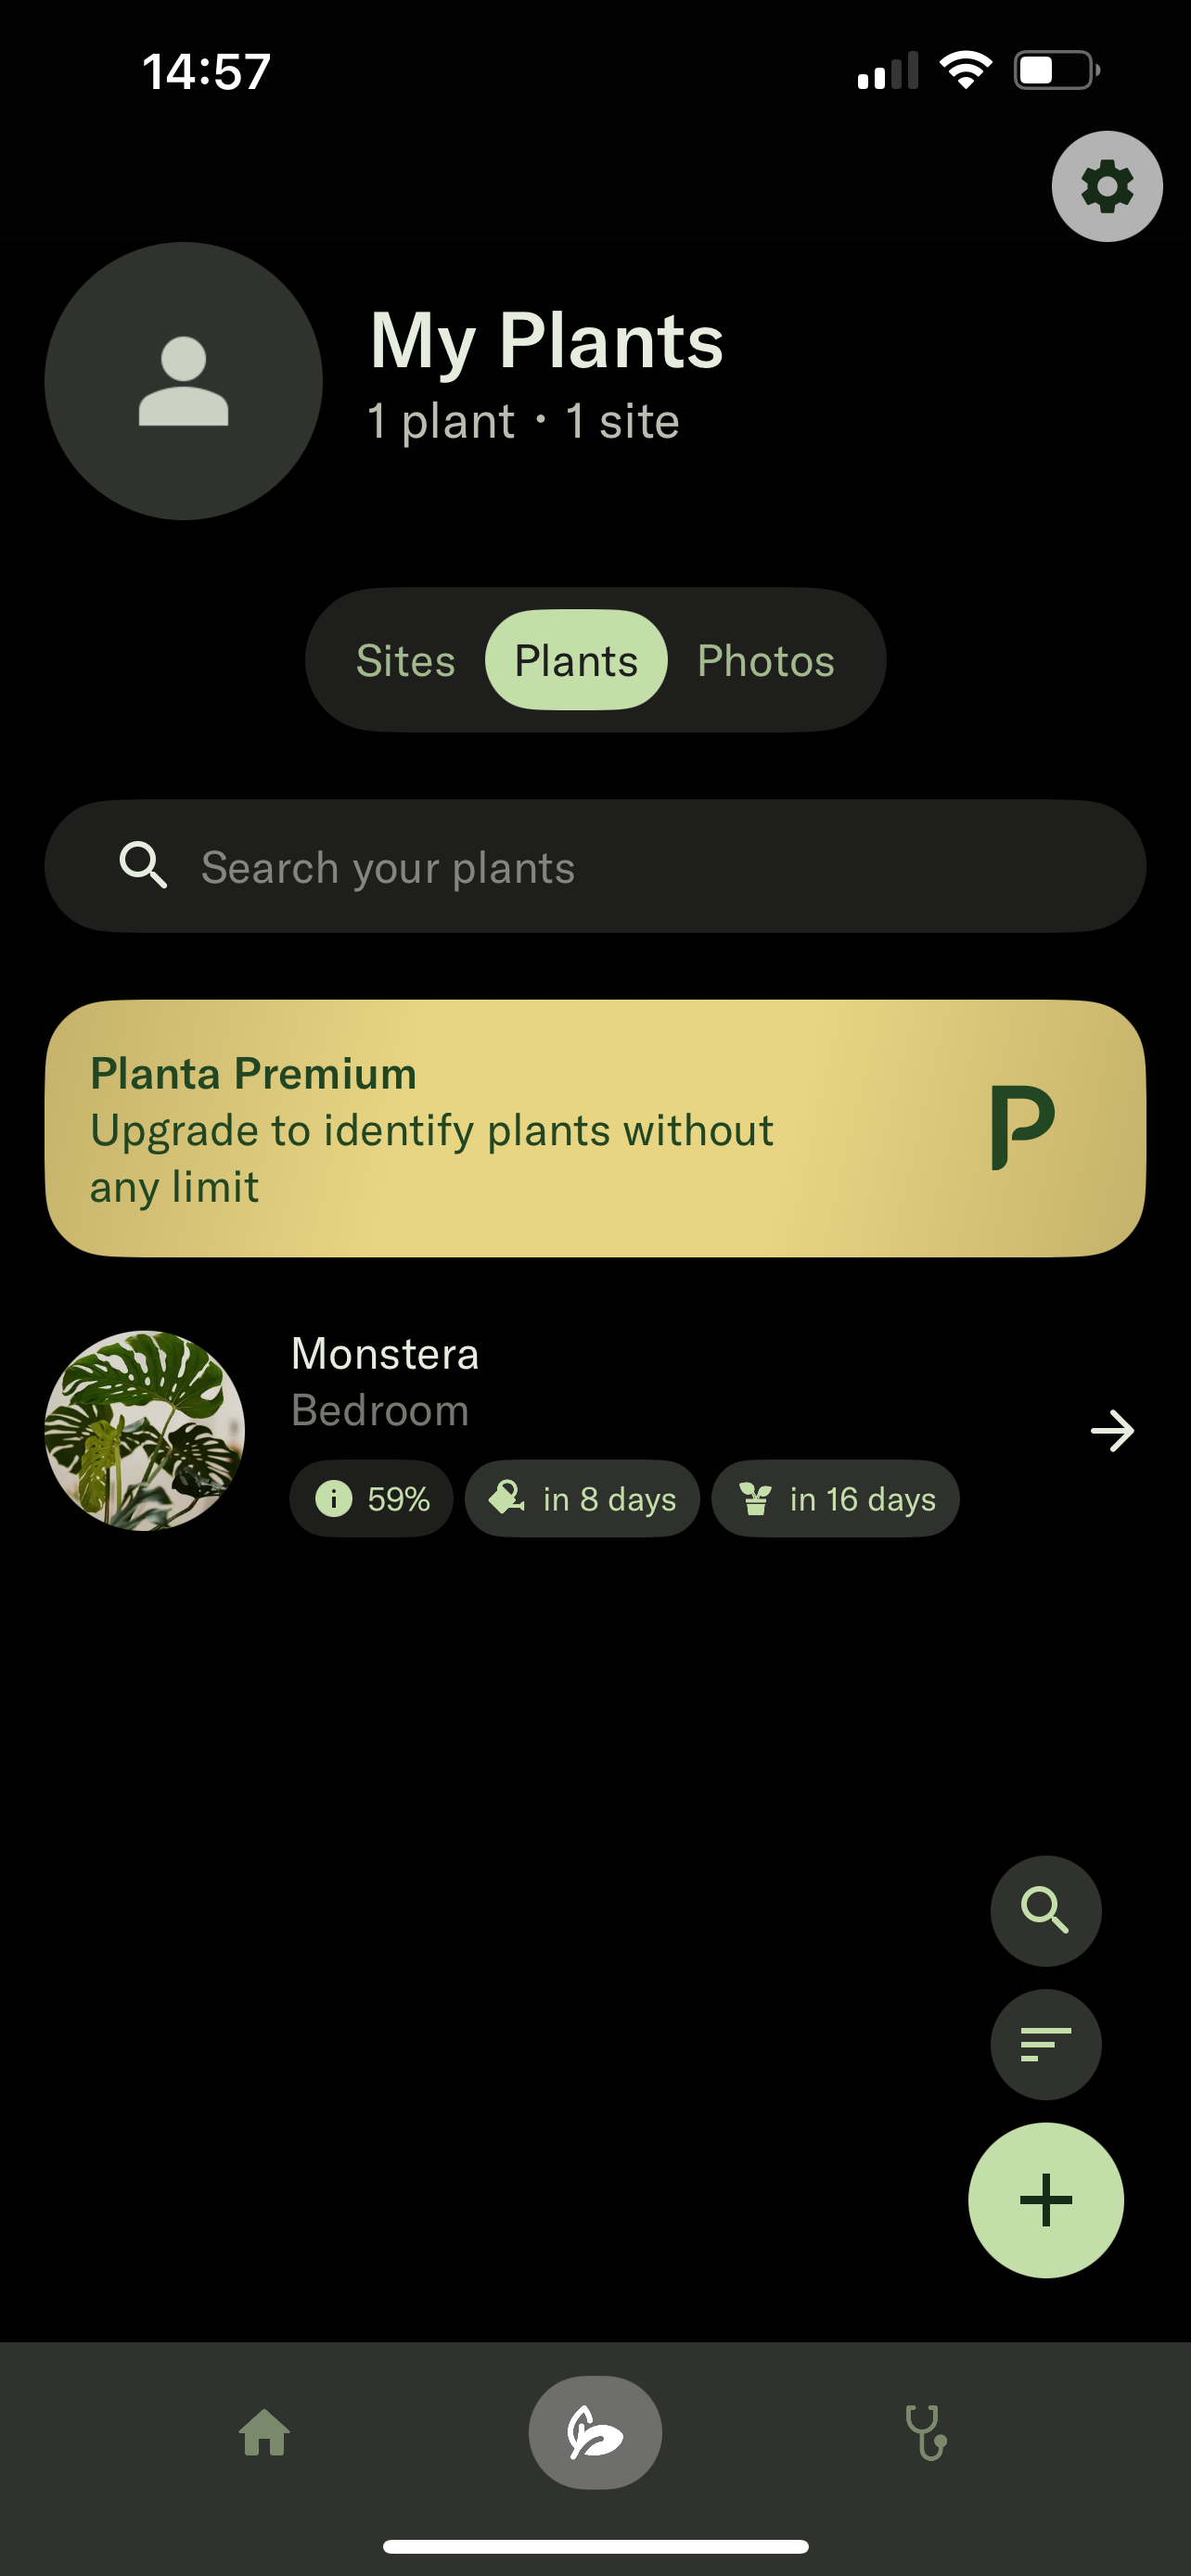 14:57
My Plants
1 plant • 1 site
Sites Plants Photos
Search your plants
Planta Premium
Upgrade to identify plants without
any limit
P
Monstera
Bedroom
59% in 8 days in 16 days